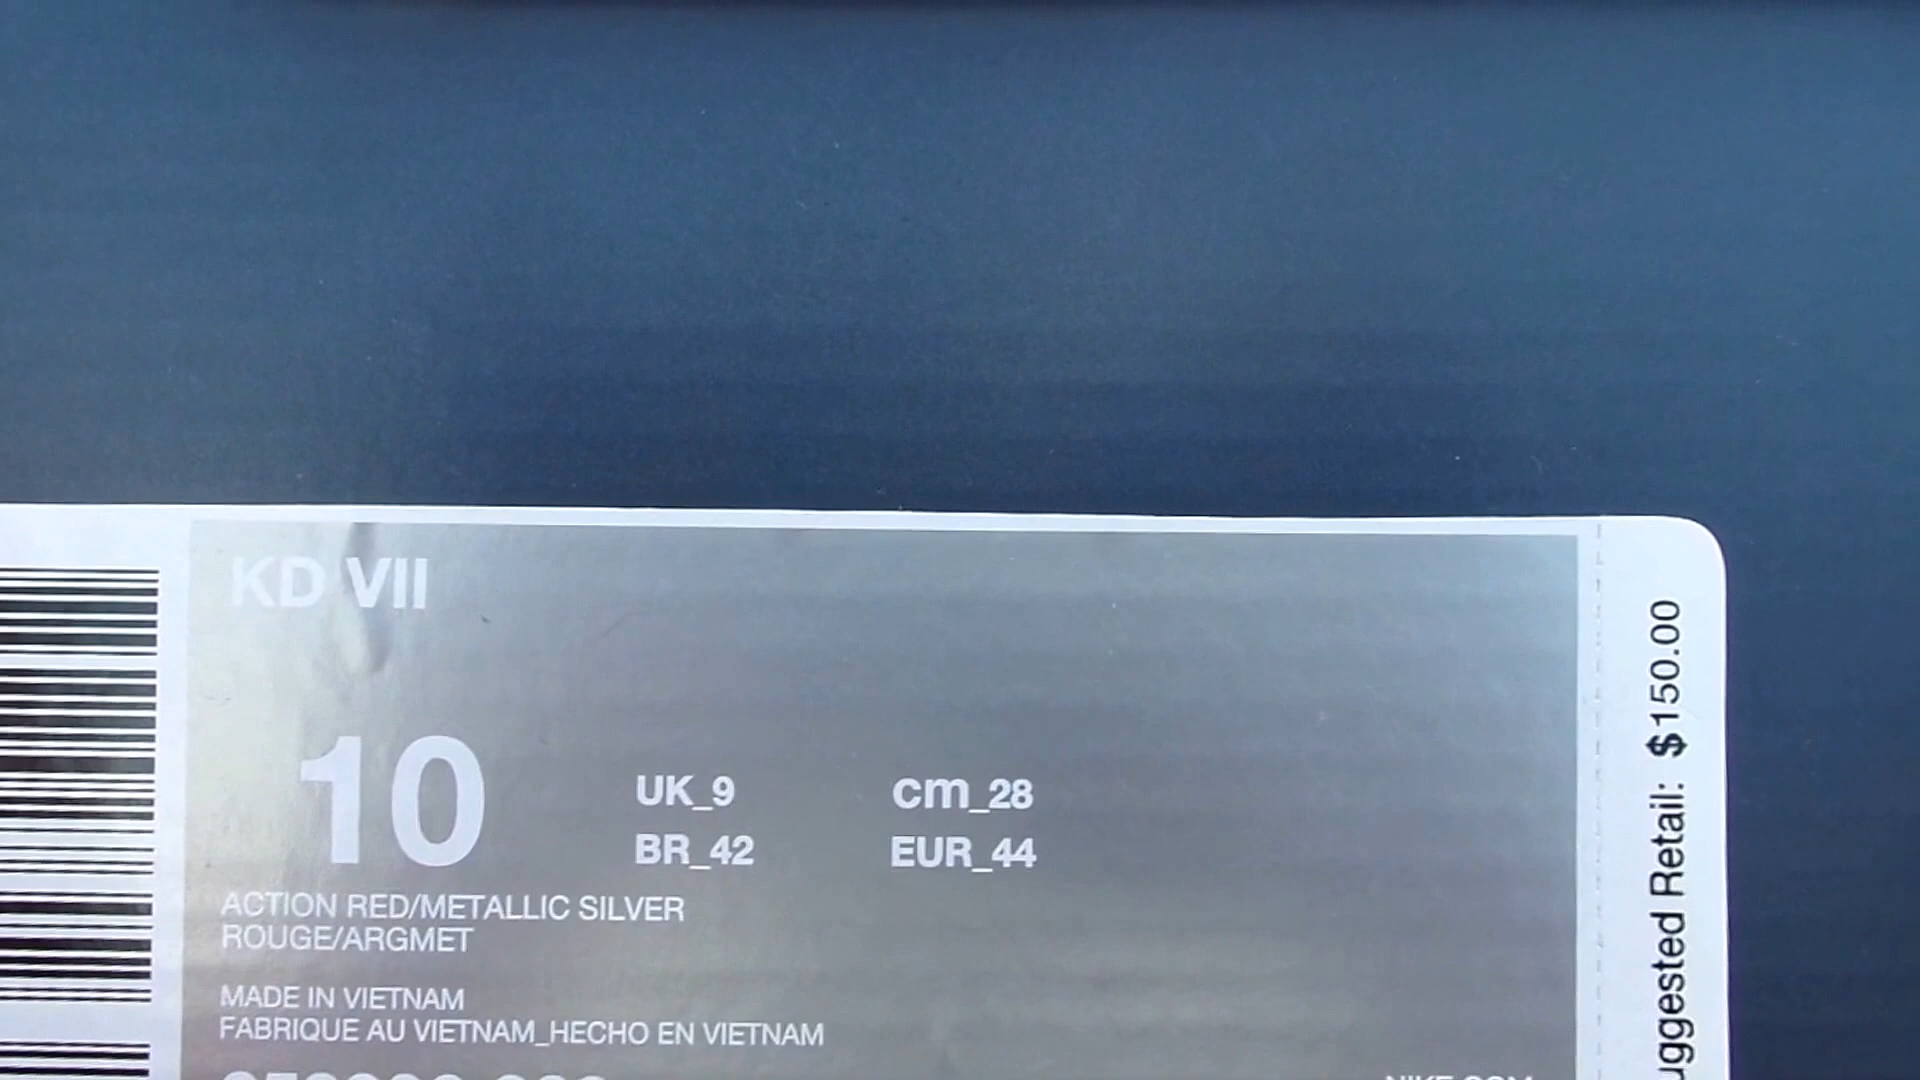 KD VII
10
UK_9
cm_28
BR_42
EUR_44
ACTION RED/METALLIC SILVER
ROUGE/ARGMET
MADE IN VIETNAM
FABRIQUE AU VIETNAM_HECHO EN VIETNAM
Retail: $150.00